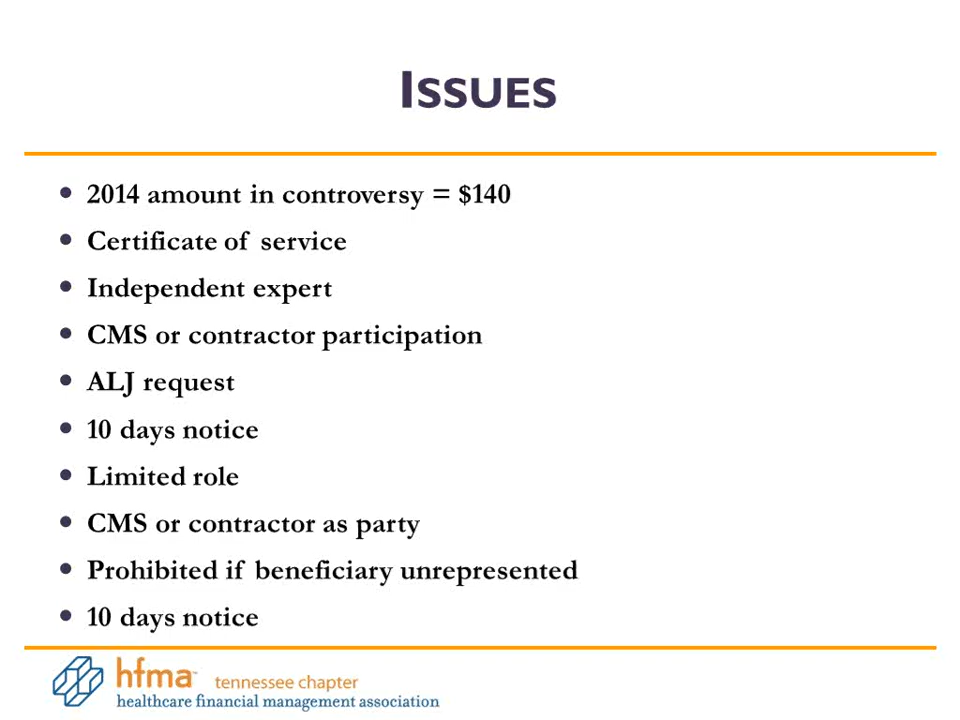 ISSUES
• 2014 amount in controversy = $140
• Certificate of service
• Independent expert
• CMS or contractor participation
• ALJ request
• 10 days notice
• Limited role
• CMS or contractor as party
• Prohibited if beneficiary unrepresented
• 10 days notice
hfma™ tennessee chapter
healthcare financial management association